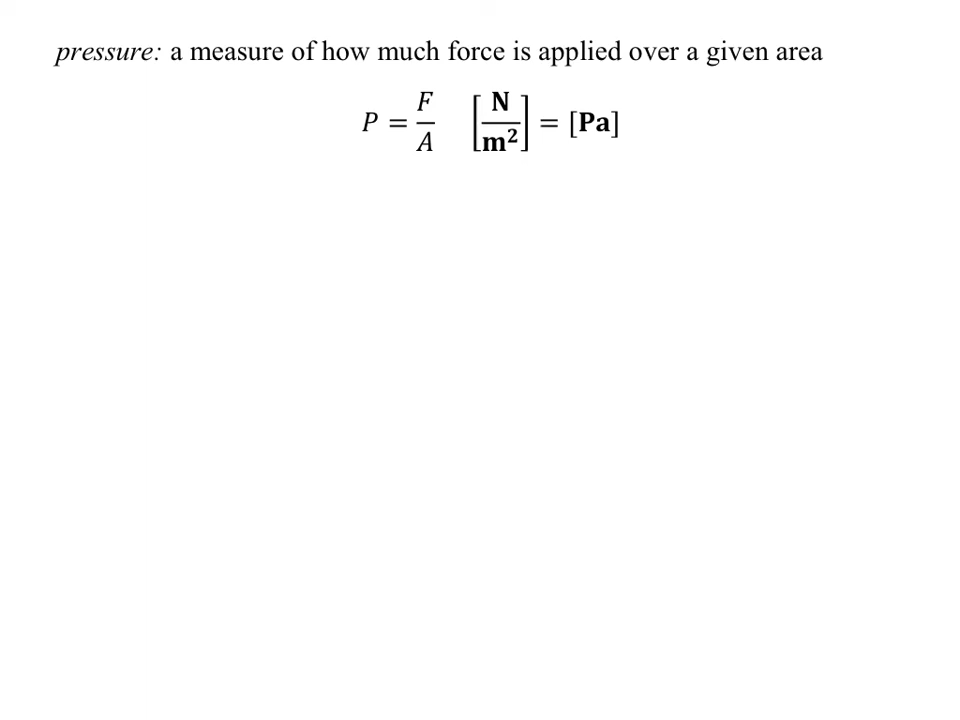 pressure: a measure of how much force is applied over a given area
P = F/A [N/m²] = [Pa]